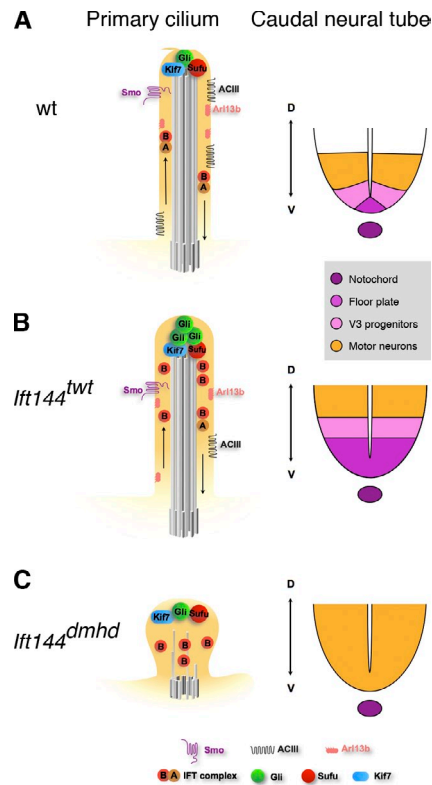 A Primary cilium Caudal neural tube
wt
Gli
Kif7 Sufu
Smo
ACIII
Arl13b
B
A
B
A
D
V
Notochord
Floor plate
V3 progenitors
Motor neurons
B
Ift144twt
Gli
Gli Gli
Kif7 Sufu
B B
B
Smo
Arl13b
B B
A
ACIII
D
V
C
Ift144dmhd
Kif7 Gli Sufu
B B B
B
D
V
Smo ACIII Arl13b
B A IFT complex Gli Sufu Kif7